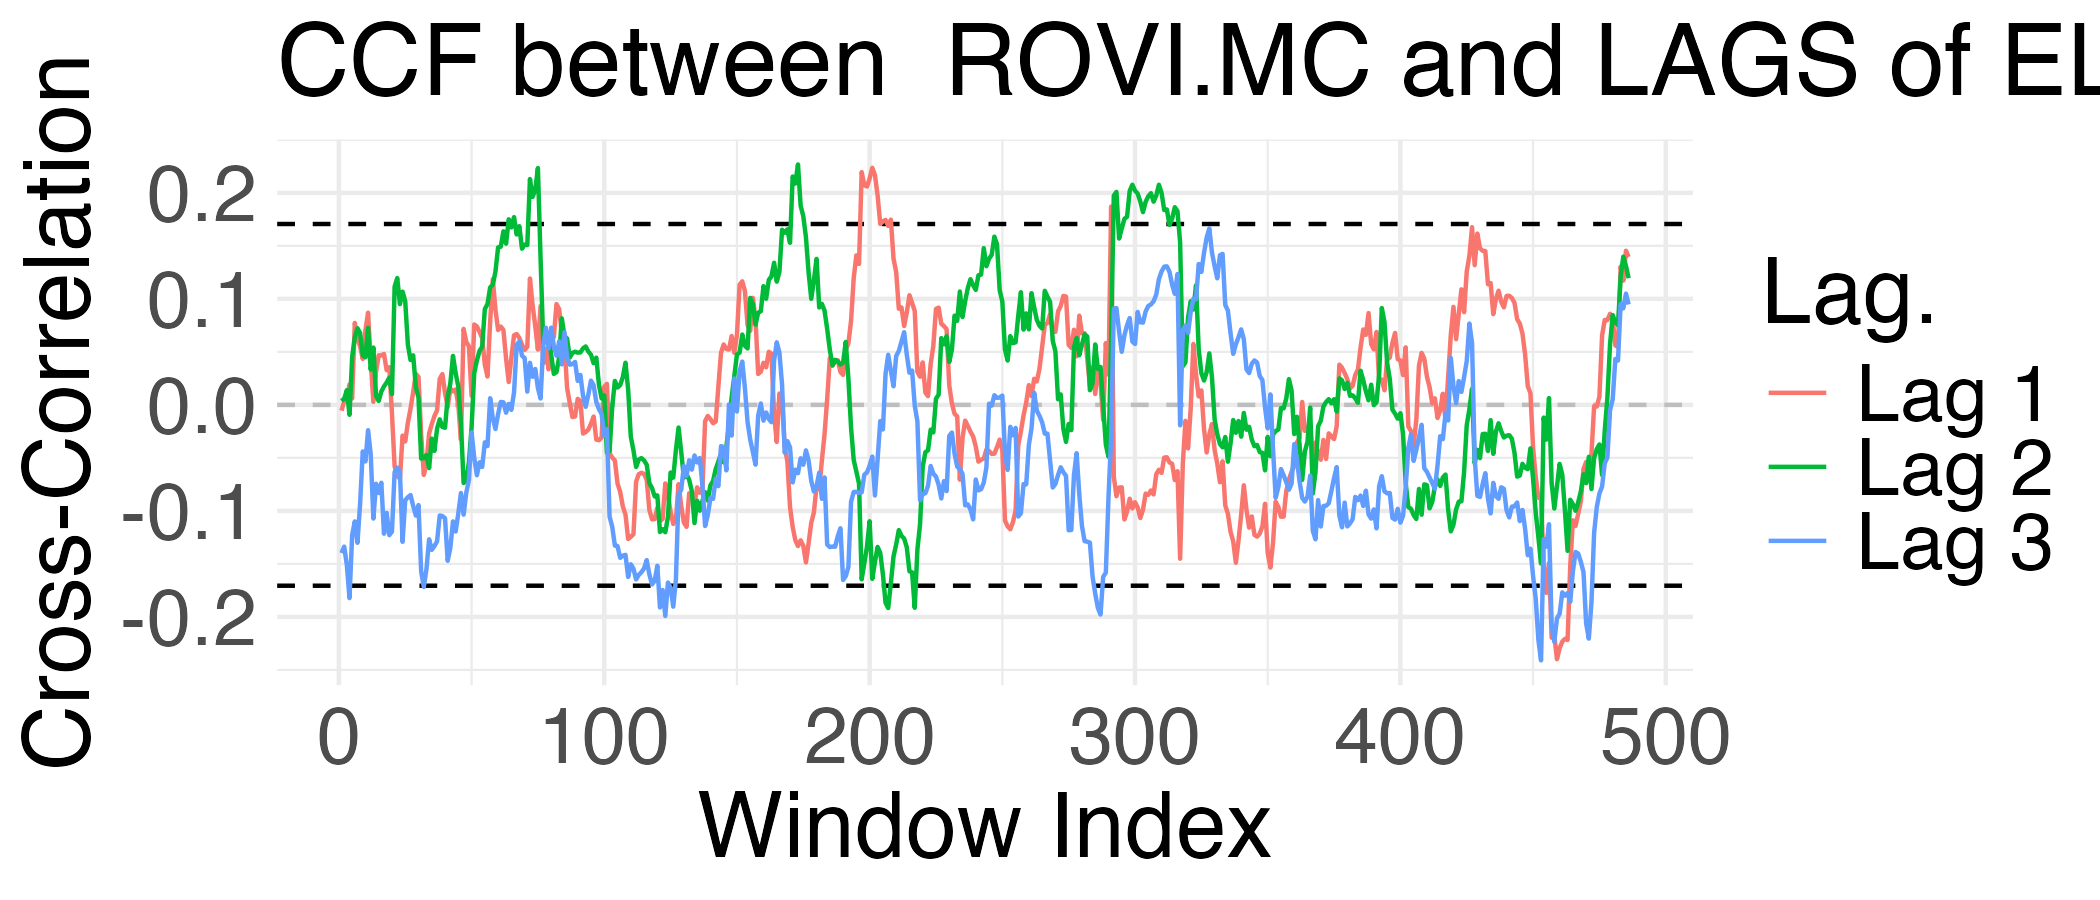 CCF between ROVI.MC and LAGS of EL
Cross-Correlation
0.2
0.1
0.0
-0.1
-0.2
0 100 200 300 400 500
Window Index
Lag.
Lag 1
Lag 2
Lag 3